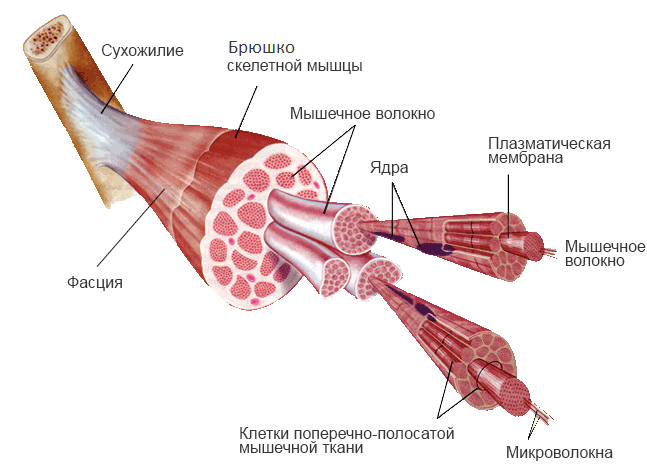 Сухожилие
Брюшко
скелетной мышцы
Мышечное волокно
Плазматическая
мембрана
Ядра
Мышечное
волокно
Фасция
Клетки поперечно-полосатой
мышечной ткани
Микроволокна